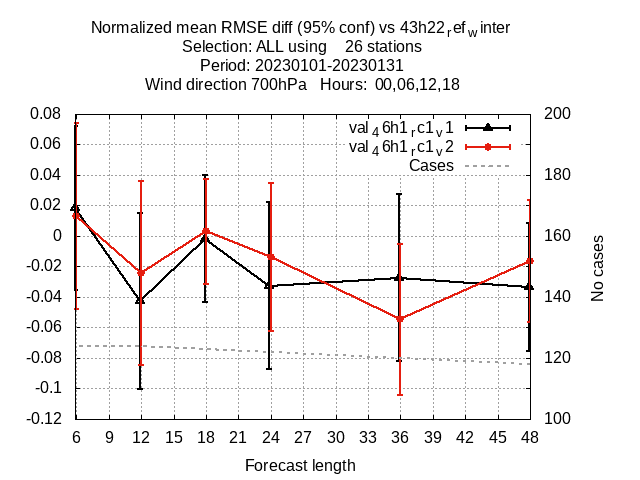 Normalized mean RMSE diff (95% conf) vs 43h22refwinter
Selection: ALL using 26 stations
Period: 20230101-20230131
Wind direction 700hPa Hours: 00,06,12,18
val46h1rc1v1
val46h1rc1v2
Cases
0.08
0.06
0.04
0.02
0
-0.02
-0.04
-0.06
-0.08
-0.1
-0.12
200
180
160
140
120
100
No cases
6 9 12 15 18 21 24 27 30 33 36 39 42 45 48
Forecast length